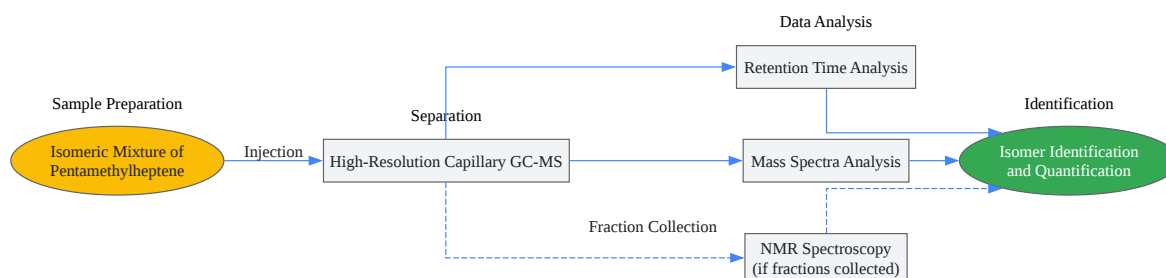 Data Analysis
Retention Time Analysis
Sample Preparation
Separation
Identification
Isomeric Mixture of
Pentamethylheptene
Injection
High-Resolution Capillary GC-MS
Mass Spectra Analysis
Isomer Identification
and Quantification
Fraction Collection
NMR Spectroscopy
(if fractions collected)